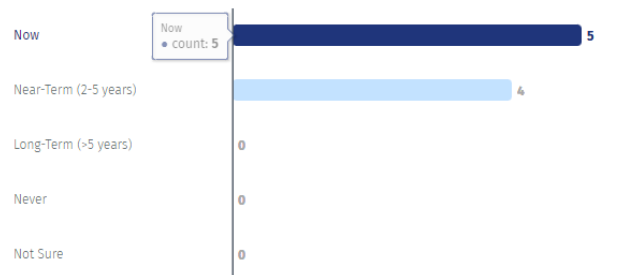 Now
Now
• count: 5
5
Near-Term (2-5 years)
4
Long-Term (>5 years)
0
Never
0
Not Sure
0